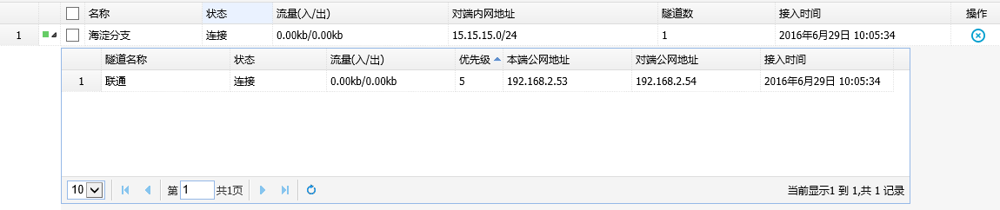 名称 状态 流量(入/出) 对端内网地址 隧道数 接入时间 操作
1 海淀分支 连接 0.00kb/0.00kb 15.15.15.0/24 1 2016年6月29日 10:05:34
隧道名称 状态 流量(入/出) 优先级 本端公网地址 对端公网地址 接入时间
1 联通 连接 0.00kb/0.00kb 5 192.168.2.53 192.168.2.54 2016年6月29日 10:05:34
10 第 1 共1页 当前显示1 到 1,共 1 记录